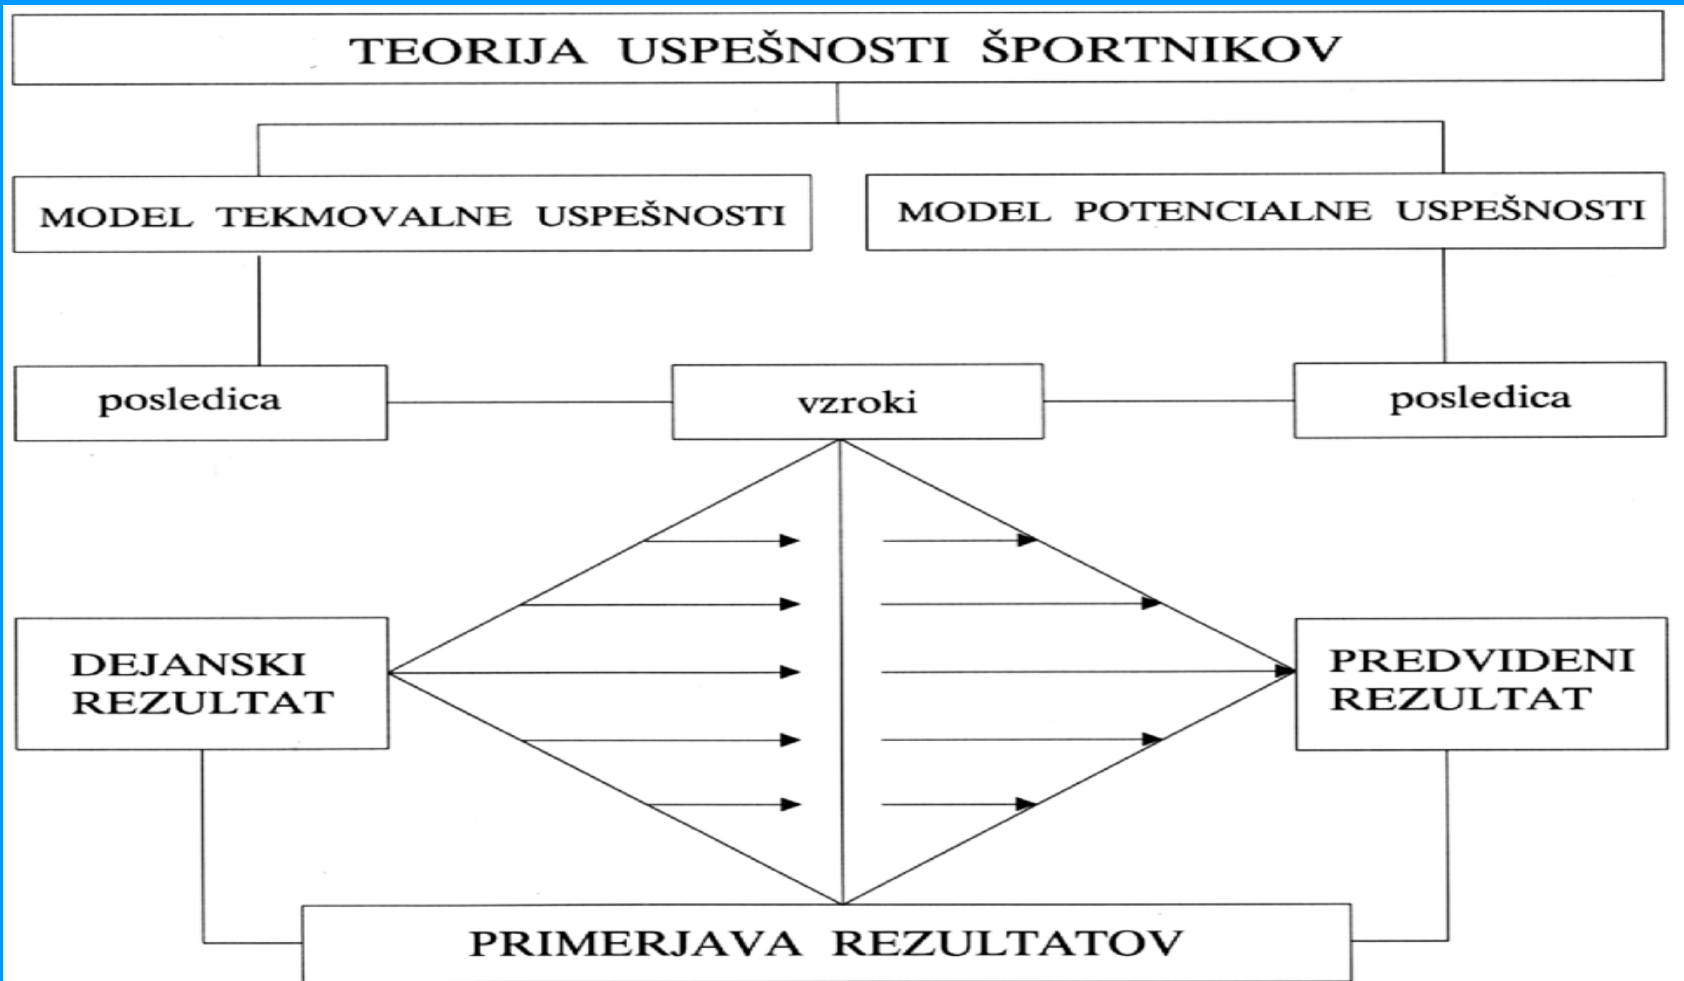 TEORIJA USPEŠNOSTI ŠPORTNIKOV
MODEL TEKMOVALNE USPEŠNOSTI
MODEL POTENCIALNE USPEŠNOSTI
posledica
vzroki
posledica
DEJANSKI
REZULTAT
PREDVIDENI
REZULTAT
PRIMERJAVA REZULTATOV